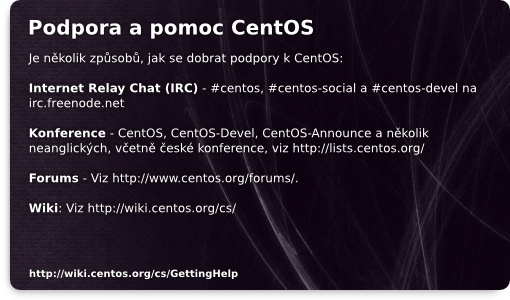 Podpora a pomoc CentOS
Je několik způsobů, jak se dobrat podpory k CentOS:
Internet Relay Chat (IRC) - #centos, #centos-social a #centos-devel na
irc.freenode.net
Konference - CentOS, CentOS-Devel, CentOS-Announce a několik
neanglických, včetně české konference, viz http://lists.centos.org/
Forums - Viz http://www.centos.org/forums/.
Wiki: Viz http://wiki.centos.org/cs/
http://wiki.centos.org/cs/GettingHelp